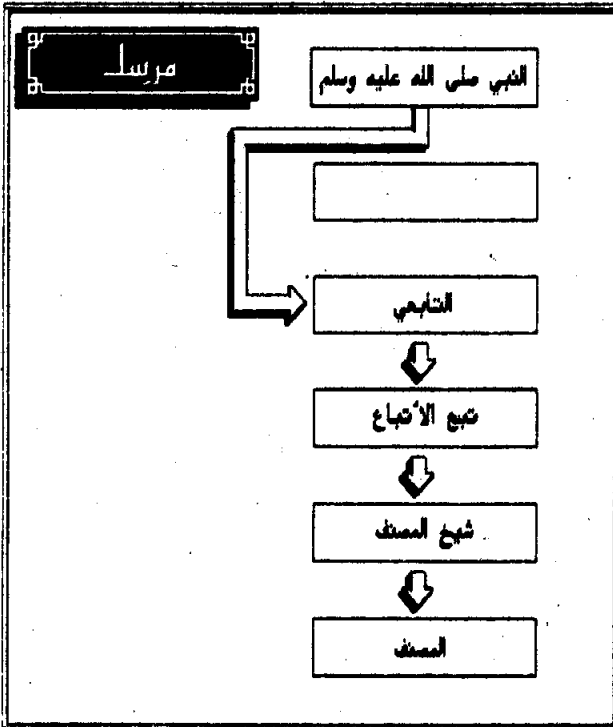 مرسل
النبي صلى الله عليه وسلم
التابعي
تبع الأتباع
شيخ المصنف
المصنف